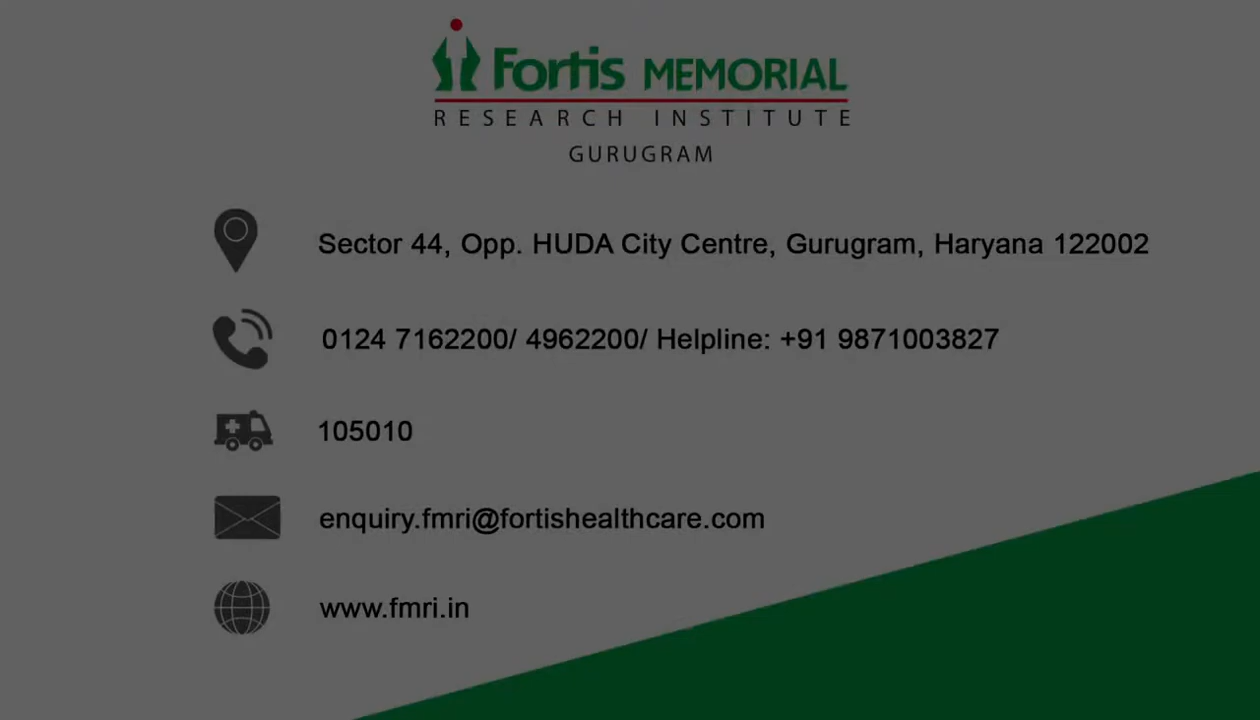 Fortis MEMORIAL
RESEARCH INSTITUTE
GURUGRAM
Sector 44, Opp. HUDA City Centre, Gurugram, Haryana 122002
0124 7162200/ 4962200/ Helpline: +91 9871003827
105010
enquiry.fmri@fortishealthcare.com
www.fmri.in